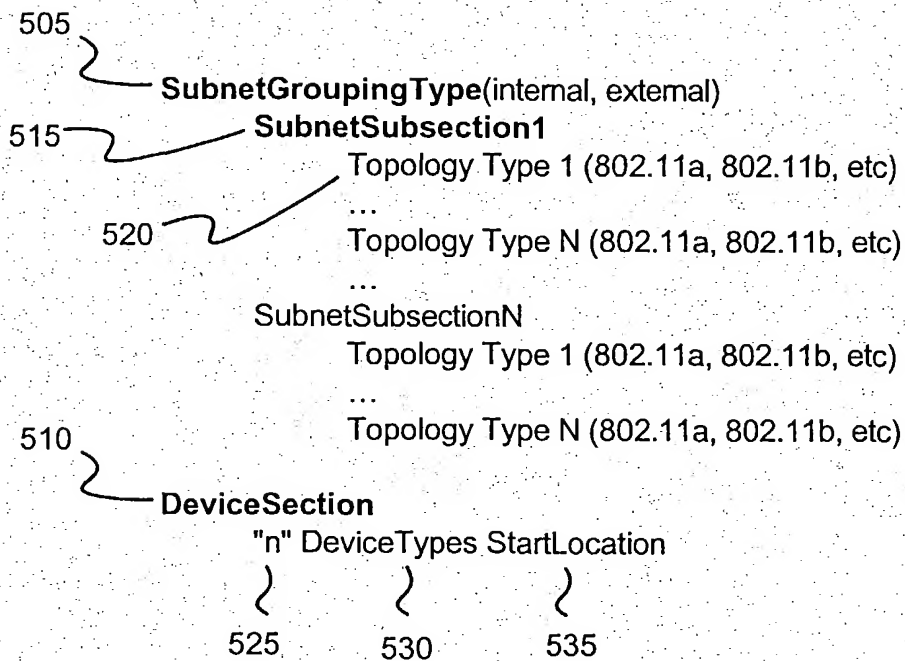 505
SubnetGroupingType(internal, external)
515
SubnetSubsection1
Topology Type 1 (802.11a, 802.11b, etc)
...
520
Topology Type N (802.11a, 802.11b, etc)
...
SubnetSubsectionN
Topology Type 1 (802.11a, 802.11b, etc)
...
Topology Type N (802.11a, 802.11b, etc)
510
DeviceSection
"n" DeviceTypes StartLocation
525 530 535